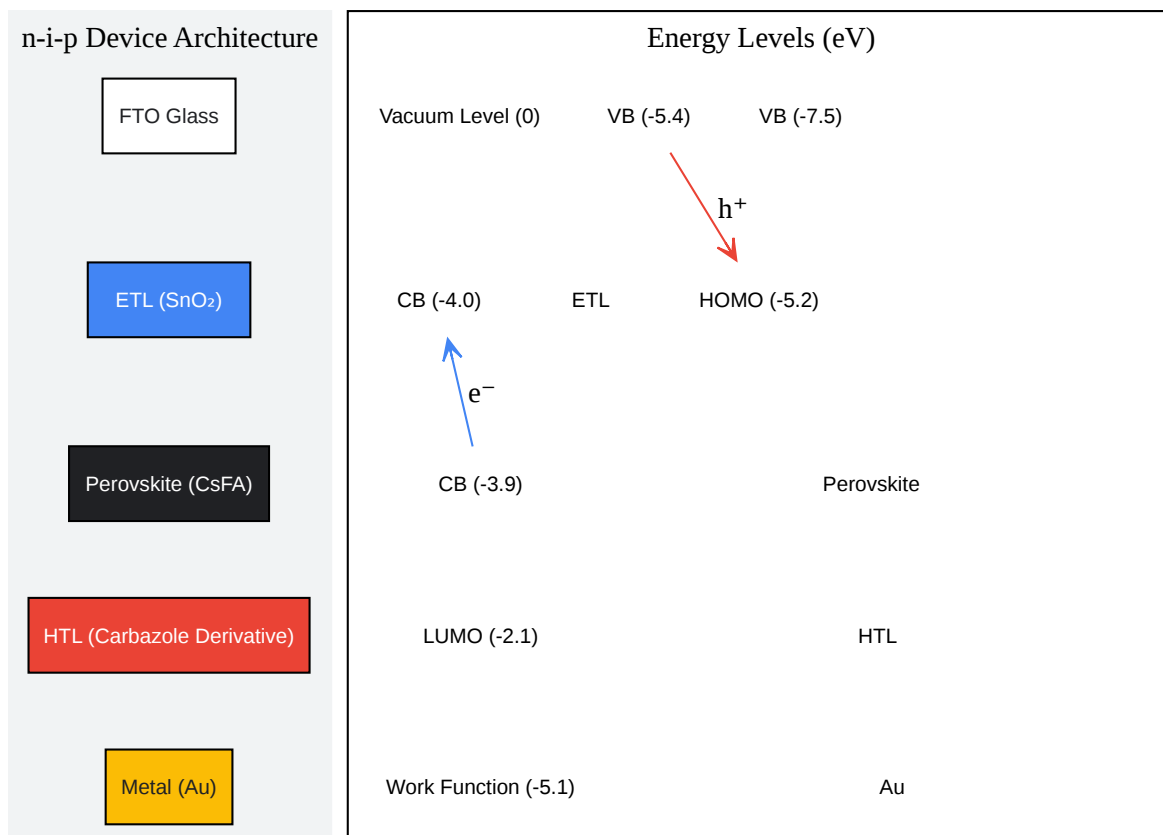 n-i-p Device Architecture
FTO Glass
ETL (SnO₂)
Perovskite (CsFA)
HTL (Carbazole Derivative)
Metal (Au)
Energy Levels (eV)
Vacuum Level (0) VB (-5.4) VB (-7.5)
h⁺
CB (-4.0) ETL HOMO (-5.2)
e⁻
CB (-3.9) Perovskite
LUMO (-2.1) HTL
Work Function (-5.1) Au